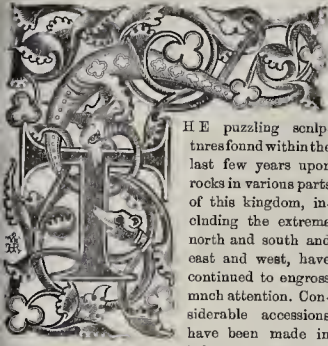 THE puzzling sculp
tures found within the
last few years upon
rocks in various parts
of this kingdom, in-
cluding the extreme
north and south and
east and west, have
continued to engross
much attention. Con-
siderable accessions
have been made in